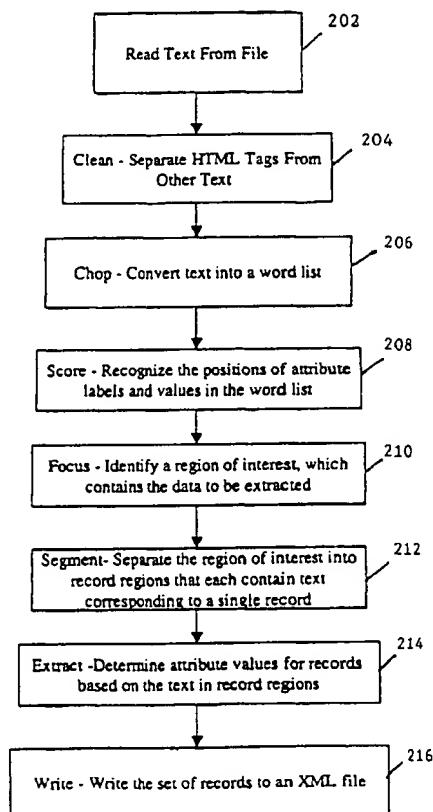 202
Read Text From File
204
Clean - Separate HTML Tags From
Other Text
206
Chop - Convert text into a word list
208
Score - Recognize the positions of attribute
labels and values in the word list
210
Focus - Identify a region of interest, which
contains the data to be extracted
212
Segment- Separate the region of interest into
record regions that each contain text
corresponding to a single record
214
Extract -Determine attribute values for records
based on the text in record regions
216
Write - Write the set of records to an XML file